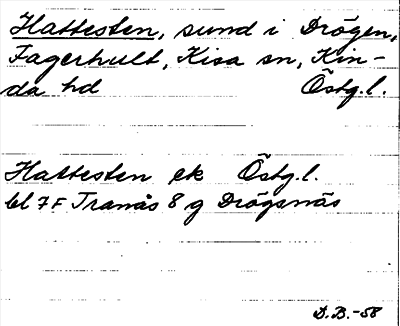 Hattesten, sund i Drögen,
Fagerhult, Kisa sn, Kin-
da hd Östg.l.
Hattesten ek Östg.l.
bl 7F Tranås 8 g Drögsnäs
D.B.-58